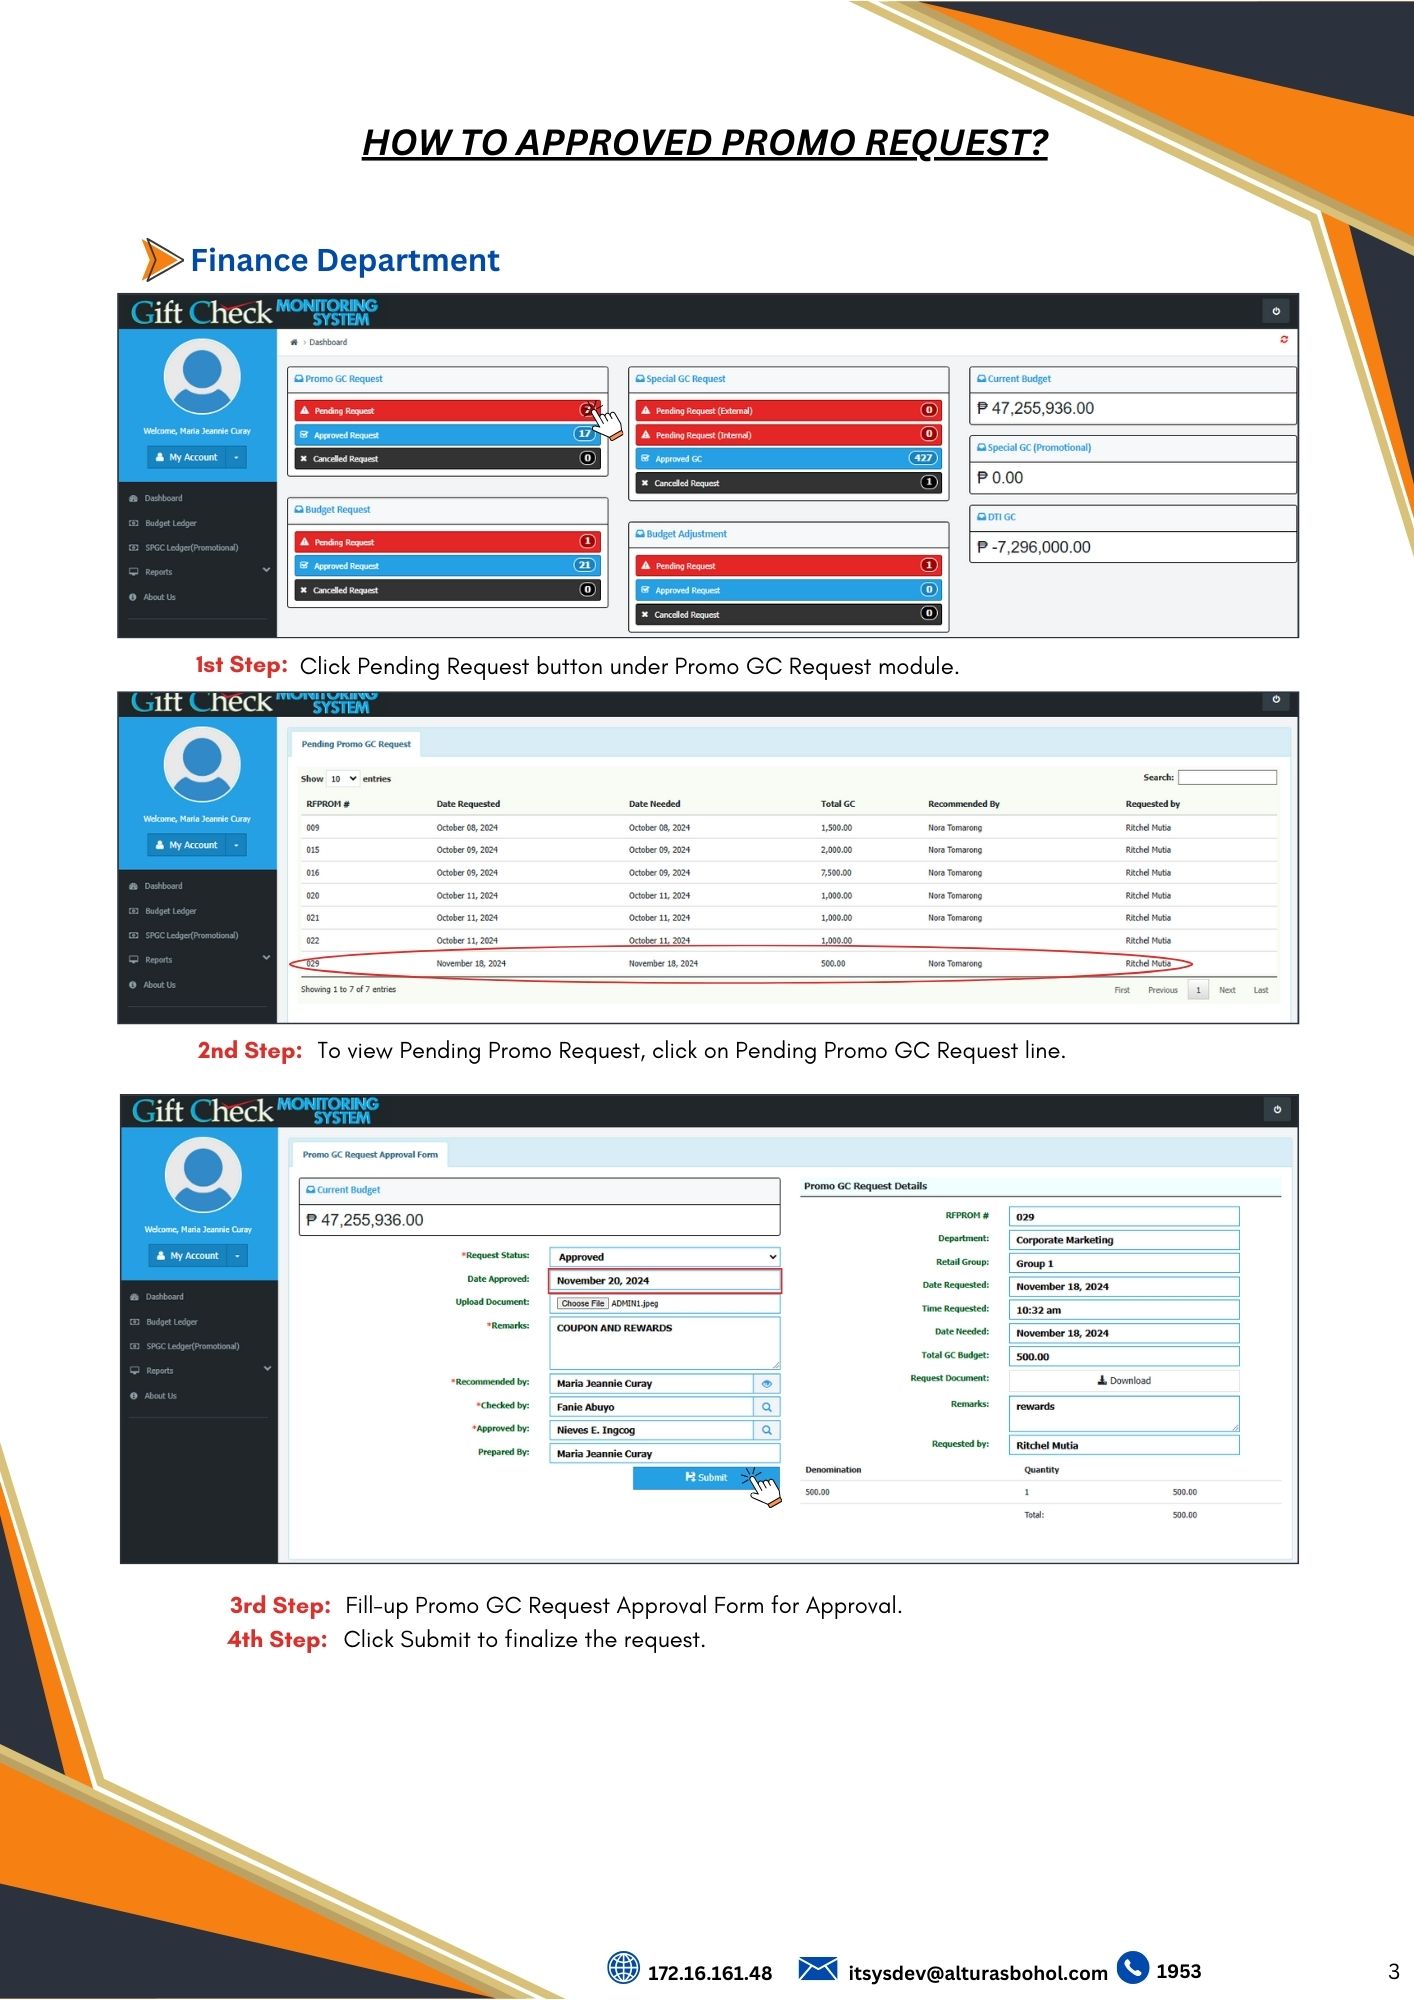 HOW TO APPROVED PROMO REQUEST?
Finance Department
Gift Check MONITORING SYSTEM
Welcome, Maria Jeannie Curay
My Account
Dashboard
Budget Ledger
SPGC Ledger(Promotional)
Reports
About Us
Dashboard
Promo GC Request
Pending Request
Approved Request 17
Cancelled Request 0
Budget Request
Pending Request 1
Approved Request 21
Cancelled Request 0
Special GC Request
Pending Request (External) 0
Pending Request (Internal) 0
Approved GC 427
Cancelled Request 1
Budget Adjustment
Pending Request 1
Approved Request 0
Cancelled Request 0
Current Budget
₱ 47,255,936.00
Special GC (Promotional)
₱ 0.00
DTI GC
₱ -7,296,000.00
1st Step: Click Pending Request button under Promo GC Request module.
Gift Check MONITORING SYSTEM
Welcome, Maria Jeannie Curay
My Account
Dashboard
Budget Ledger
SPGC Ledger(Promotional)
Reports
About Us
Pending Promo GC Request
Show 10 entries Search:
RFPROM # Date Requested Date Needed Total GC Recommended By Requested by
009 October 08, 2024 October 08, 2024 1,500.00 Nora Tomarong Ritchel Mutia
015 October 09, 2024 October 09, 2024 2,000.00 Nora Tomarong Ritchel Mutia
016 October 09, 2024 October 09, 2024 7,500.00 Nora Tomarong Ritchel Mutia
020 October 11, 2024 October 11, 2024 1,000.00 Nora Tomarong Ritchel Mutia
021 October 11, 2024 October 11, 2024 1,000.00 Nora Tomarong Ritchel Mutia
022 October 11, 2024 October 11, 2024 1,000.00 Ritchel Mutia
029 November 18, 2024 November 18, 2024 500.00 Nora Tomarong Ritchel Mutia
Showing 1 to 7 of 7 entries First Previous 1 Next Last
2nd Step: To view Pending Promo Request, click on Pending Promo GC Request line.
Gift Check MONITORING SYSTEM
Welcome, Maria Jeannie Curay
My Account
Dashboard
Budget Ledger
SPGC Ledger(Promotional)
Reports
About Us
Promo GC Request Approval Form
Current Budget
₱ 47,255,936.00
*Request Status: Approved
Date Approved: November 20, 2024
Upload Document: Choose File ADMIN1.jpeg
*Remarks: COUPON AND REWARDS
*Recommended by: Maria Jeannie Curay
*Checked by: Fanie Abuyo
*Approved by: Nieves E. Ingcog
Prepared By: Maria Jeannie Curay
Submit
Promo GC Request Details
RFPROM # 029
Department: Corporate Marketing
Retail Group: Group 1
Date Requested: November 18, 2024
Time Requested: 10:32 am
Date Needed: November 18, 2024
Total GC Budget: 500.00
Request Document: Download
Remarks: rewards
Requested by: Ritchel Mutia
Denomination Quantity
500.00 1 500.00
Total: 500.00
3rd Step: Fill-up Promo GC Request Approval Form for Approval.
4th Step: Click Submit to finalize the request.
172.16.161.48 itsysdev@alturasbohol.com 1953 3